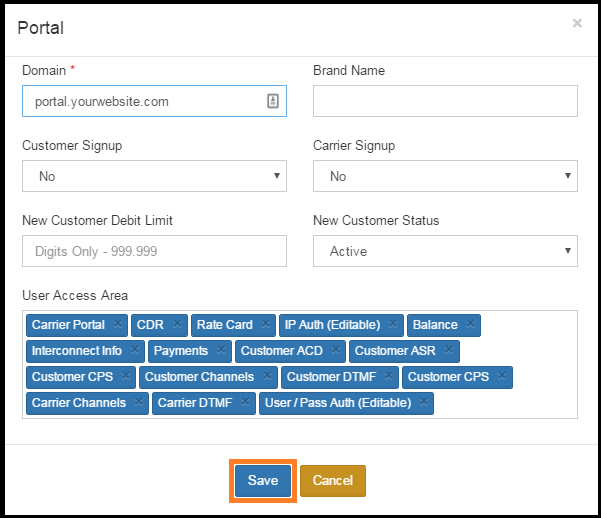 Portal ×
Domain * Brand Name
portal.yourwebsite.com
Customer Signup Carrier Signup
No No
New Customer Debit Limit New Customer Status
Digits Only - 999.999 Active
User Access Area
Carrier Portal × CDR × Rate Card × IP Auth (Editable) × Balance ×
Interconnect Info × Payments × Customer ACD × Customer ASR ×
Customer CPS × Customer Channels × Customer DTMF × Customer CPS ×
Carrier Channels × Carrier DTMF × User / Pass Auth (Editable) ×
Save Cancel